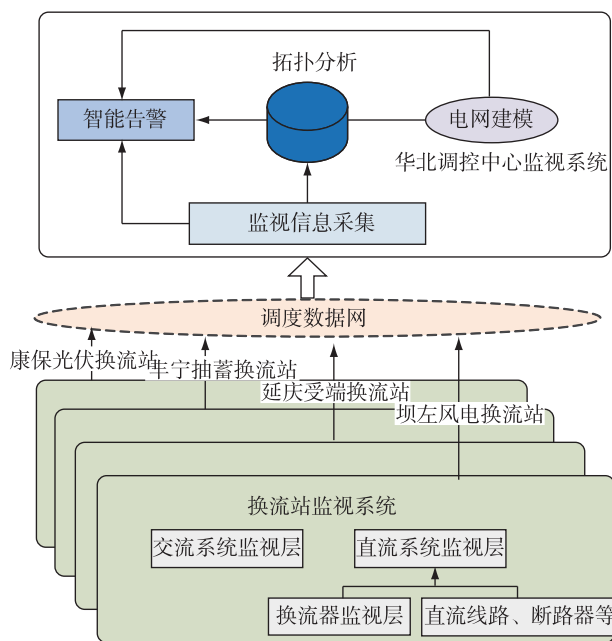 拓扑分析
智能告警
电网建模
华北调控中心监视系统
监视信息采集
调度数据网
康保光伏换流站
丰宁抽蓄换流站
延庆受端换流站
坝左风电换流站
换流站监视系统
交流系统监视层
直流系统监视层
换流器监视层
直流线路、断路器等